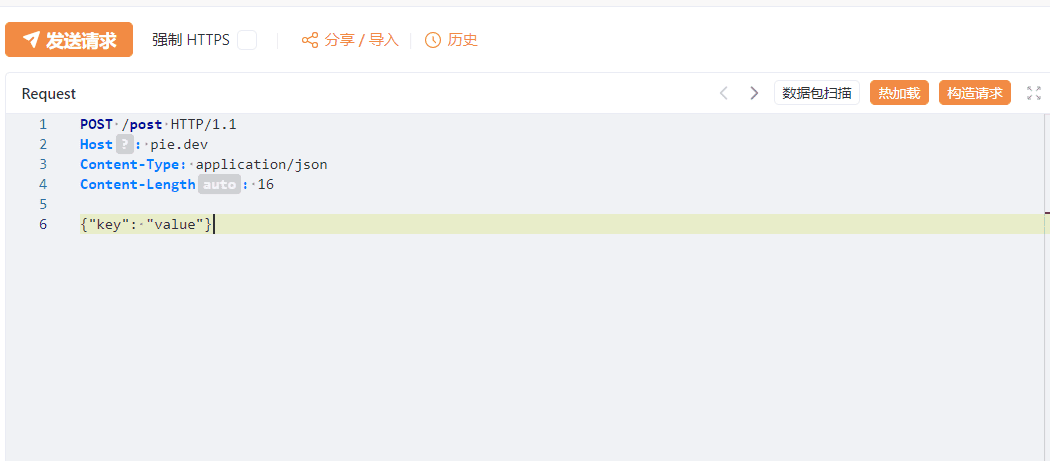 发送请求 强制 HTTPS 分享 / 导入 历史
Request 数据包扫描 热加载 构造请求
1 POST /post HTTP/1.1
2 Host ? : pie.dev
3 Content-Type: application/json
4 Content-Length auto : 16
5
6 {"key": "value"}